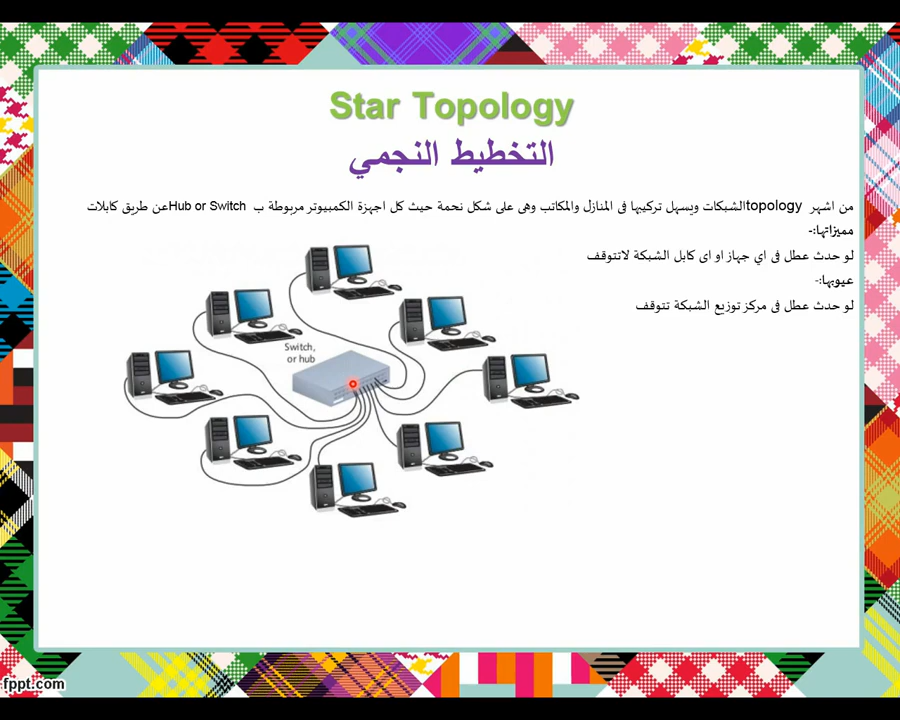 Star Topology
التخطيط النجمي
من اشهر topologyالشبكات ويسهل تركيبها فى المنازل والمكاتب وهى على شكل نجمة حيث كل اجهزة الكمبيوتر مربوطة ب Hub or Switchعن طريق كابلات
مميزاتها:-
لو حدث عطل فى اي جهاز او اى كابل الشبكة لاتتوقف
عيوبها:-
لو حدث عطل فى مركز توزيع الشبكة تتوقف
Switch,
or hub
fppt.com